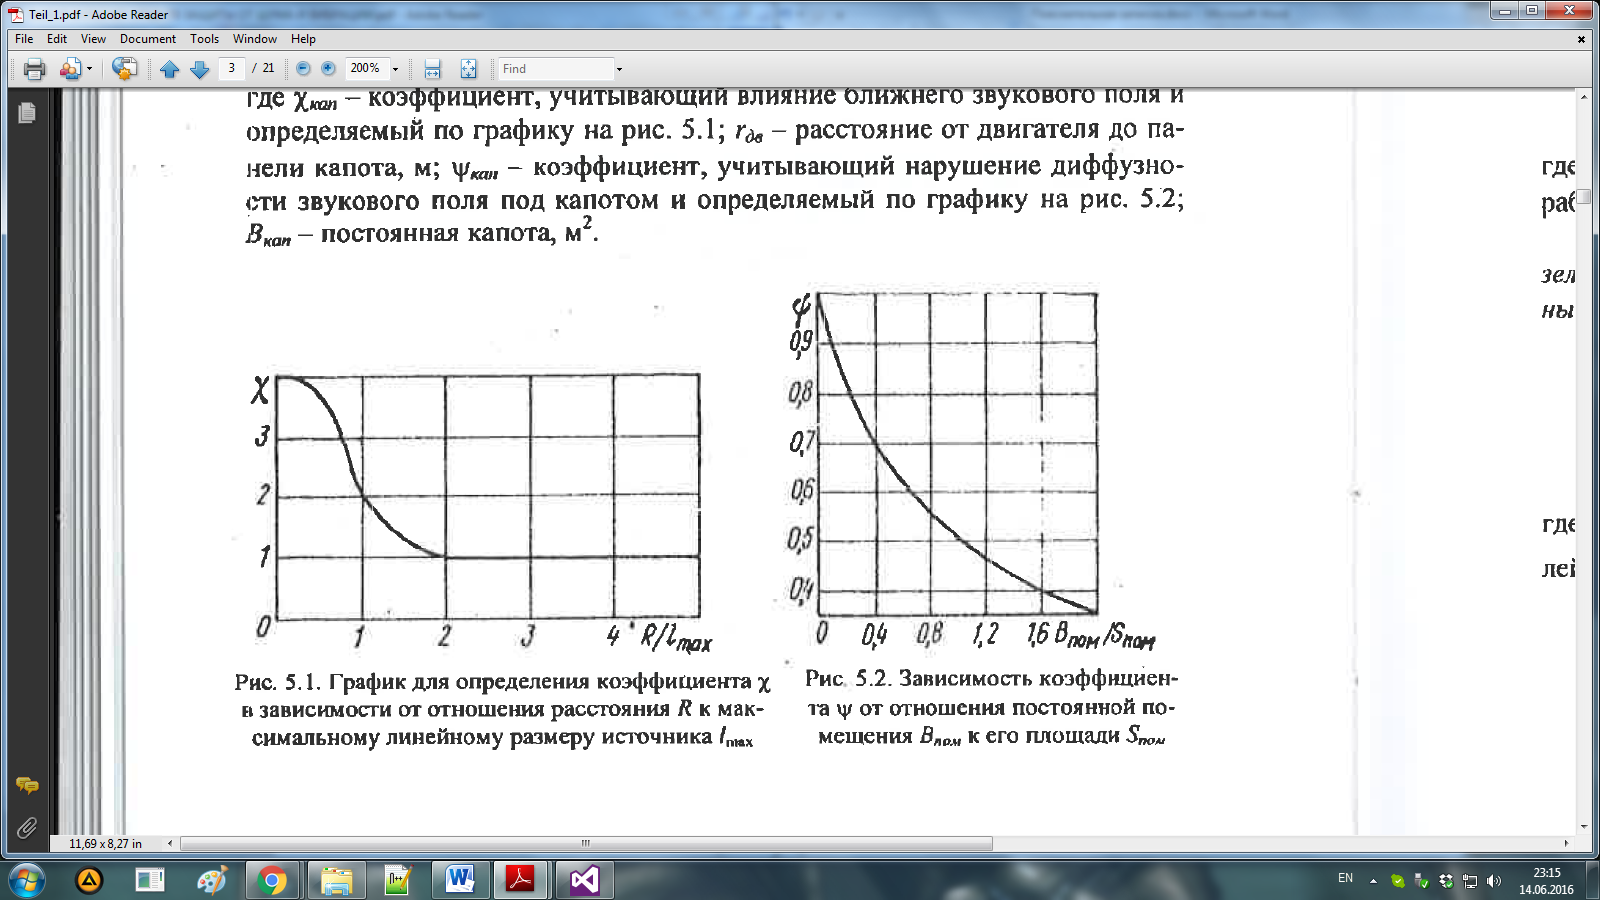 Teil_1.pdf - Adobe Reader
File Edit View Document Tools Window Help
3 / 21 200% Find
где χкап – коэффициент, учитывающий влияние ближнего звукового поля и
определяемый по графику на рис. 5.1; rдв – расстояние от двигателя до па-
нели капота, м; ψкап – коэффициент, учитывающий нарушение диффузно-
сти звукового поля под капотом и определяемый по графику на рис. 5.2;
Bкап – постоянная капота, м².
χ
3
2
1
0
1 2 3 4 R/lmax
Рис. 5.1. График для определения коэффициента χ
в зависимости от отношения расстояния R к мак-
симальному линейному размеру источника lmax
ψ
0,9
0,8
0,7
0,6
0,5
0,4
0 0,4 0,8 1,2 1,6 Bпом/Sпом
Рис. 5.2. Зависимость коэффициен-
та ψ от отношения постоянной по-
мещения Bпом к его площади Sпом
где
раб
зел
ны
где
лей
11,69 x 8,27 in
EN
23:15
14.06.2016